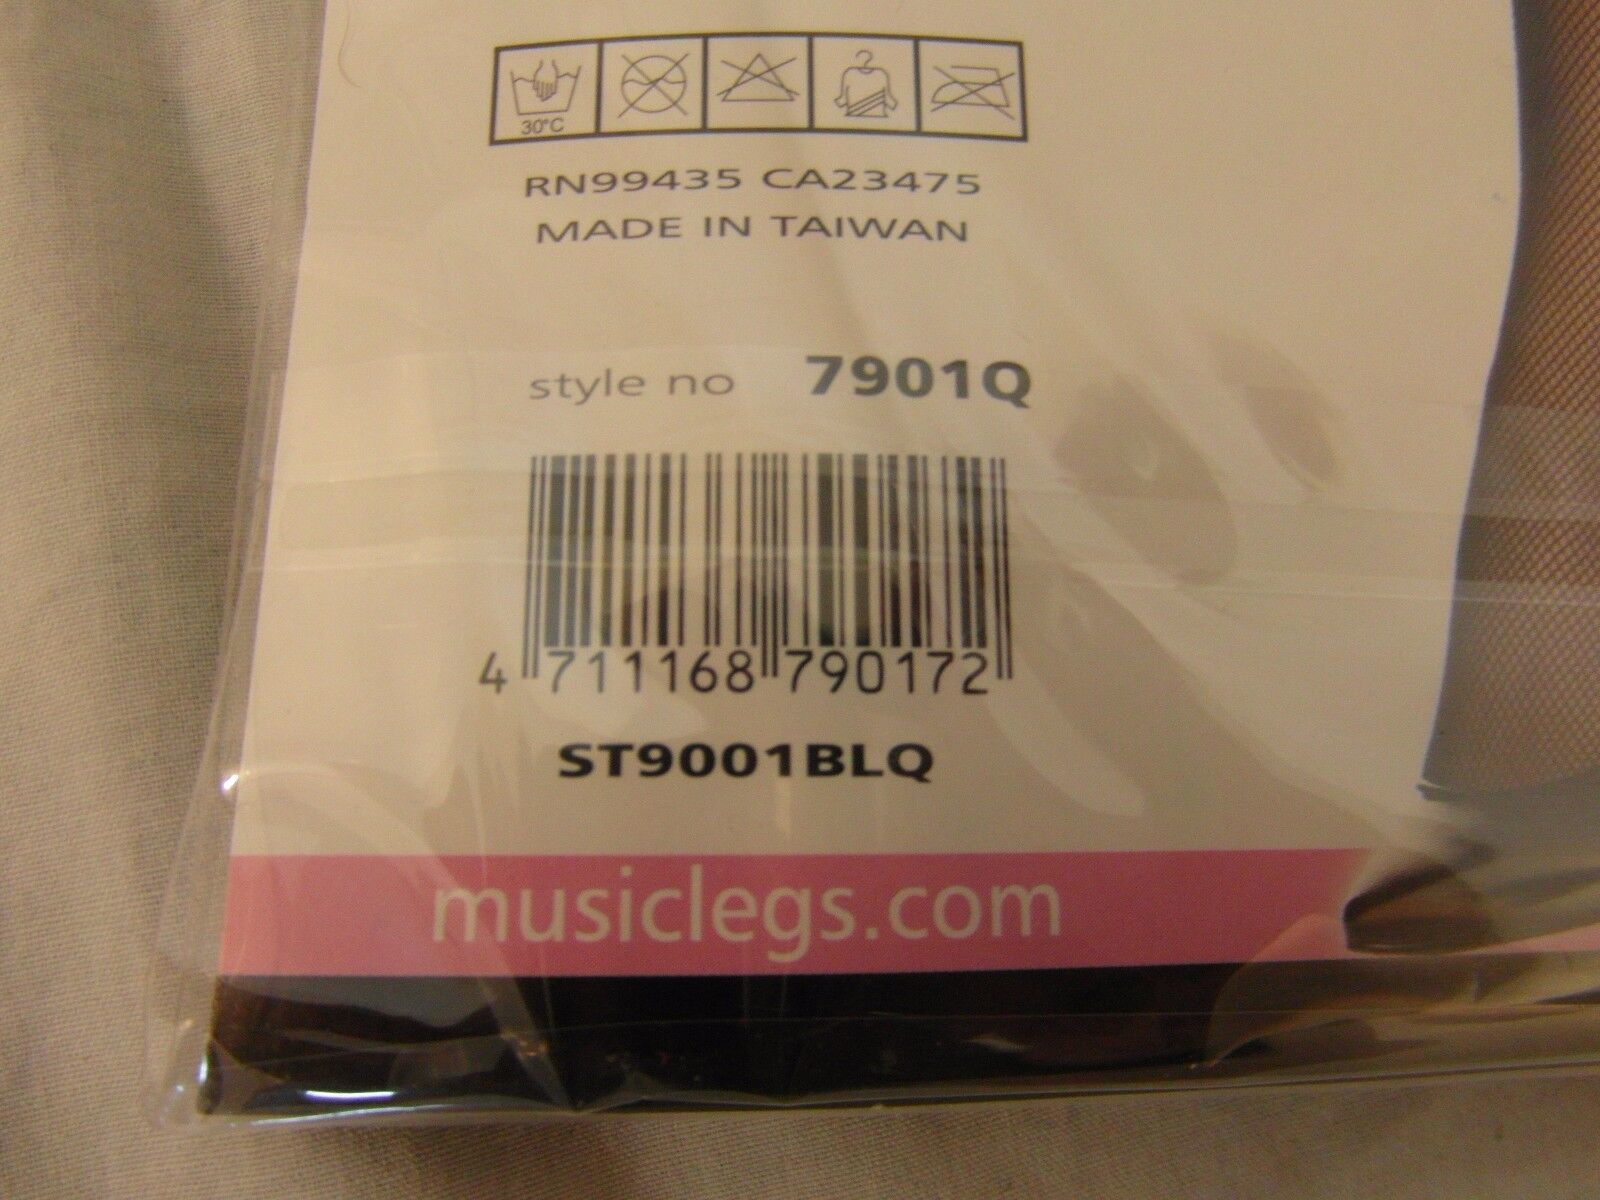 30°C
RN99435 CA23475
MADE IN TAIWAN
style no 7901Q
4 711168 790172
ST9001BLQ
musiclegs.com